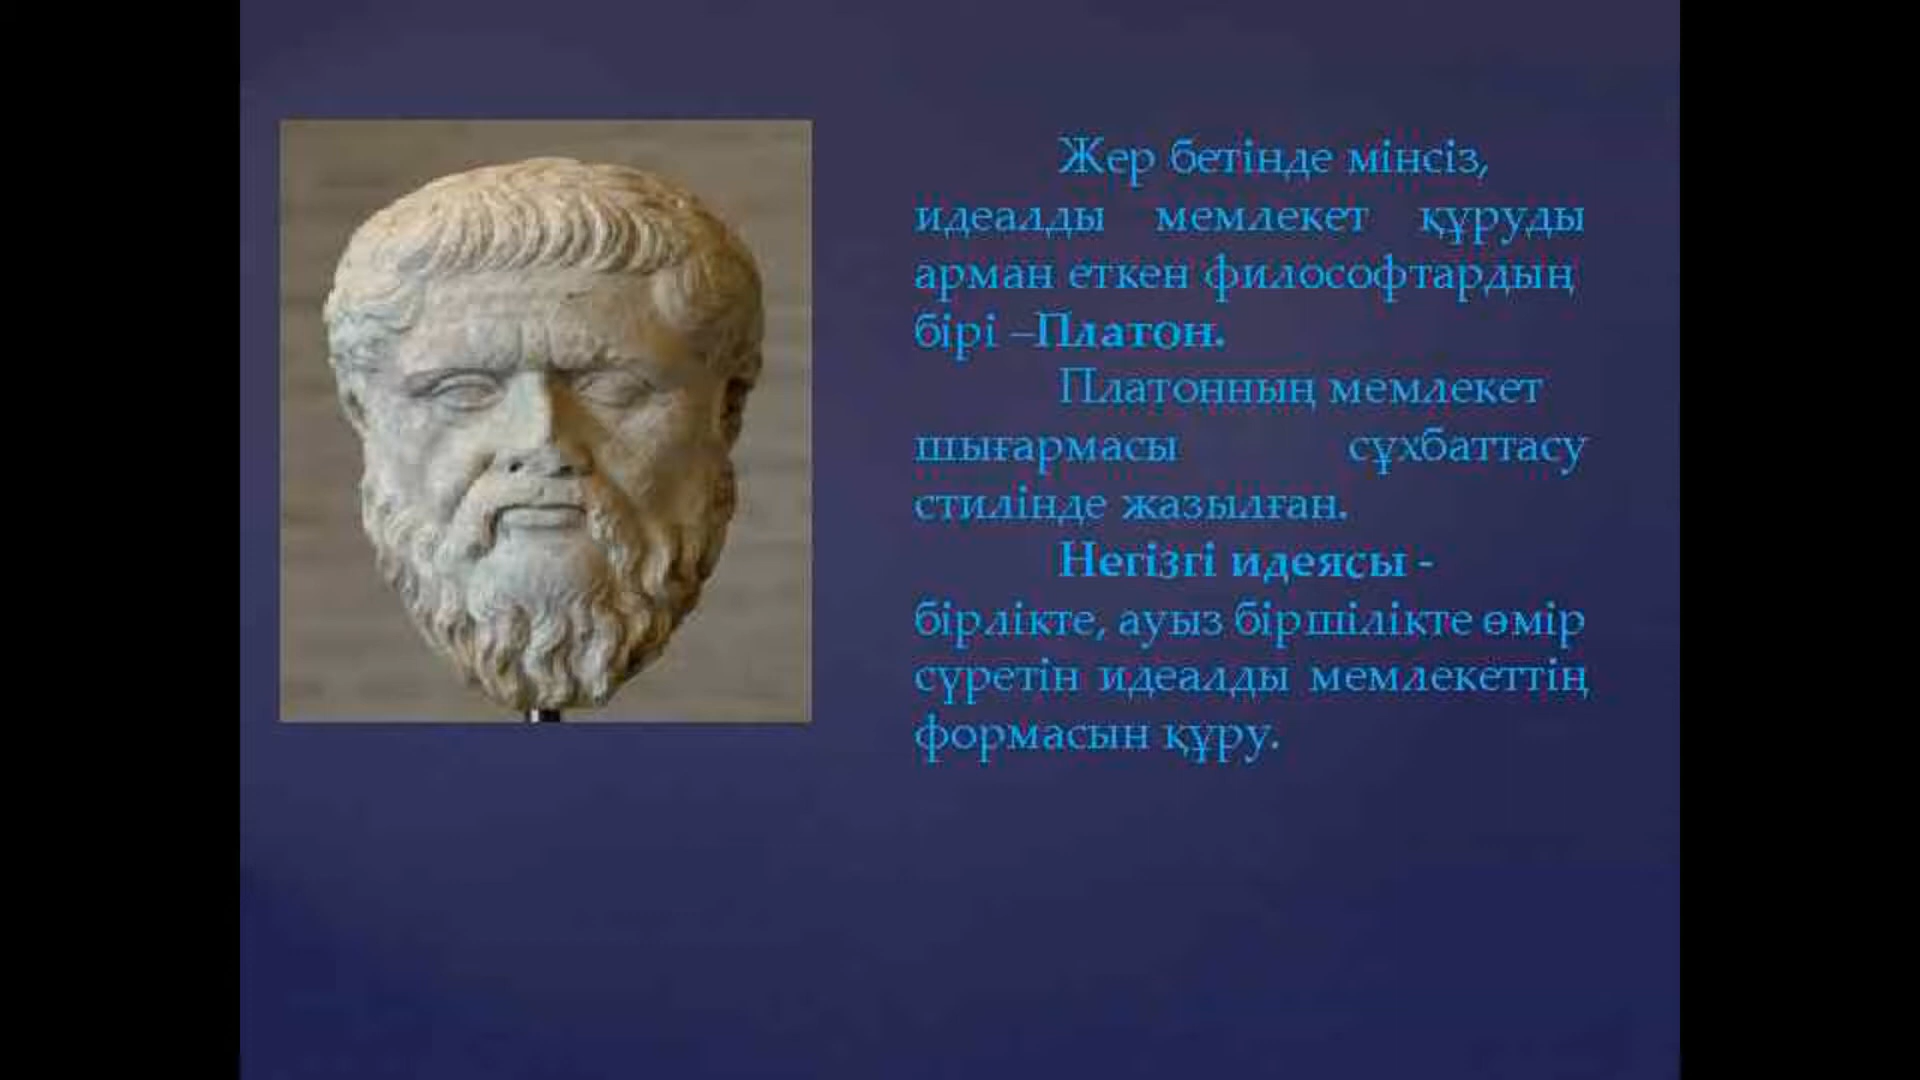 Жер бетінде мінсіз,
идеалды мемлекет құруды
арман еткен философтардың
бірі –Платон.
Платонның мемлекет
шығармасы сұхбаттасу
стилінде жазылған.
Негізгі идеясы -
бірлікте, ауыз біршілікте өмір
сүретін идеалды мемлекеттің
формасын құру.